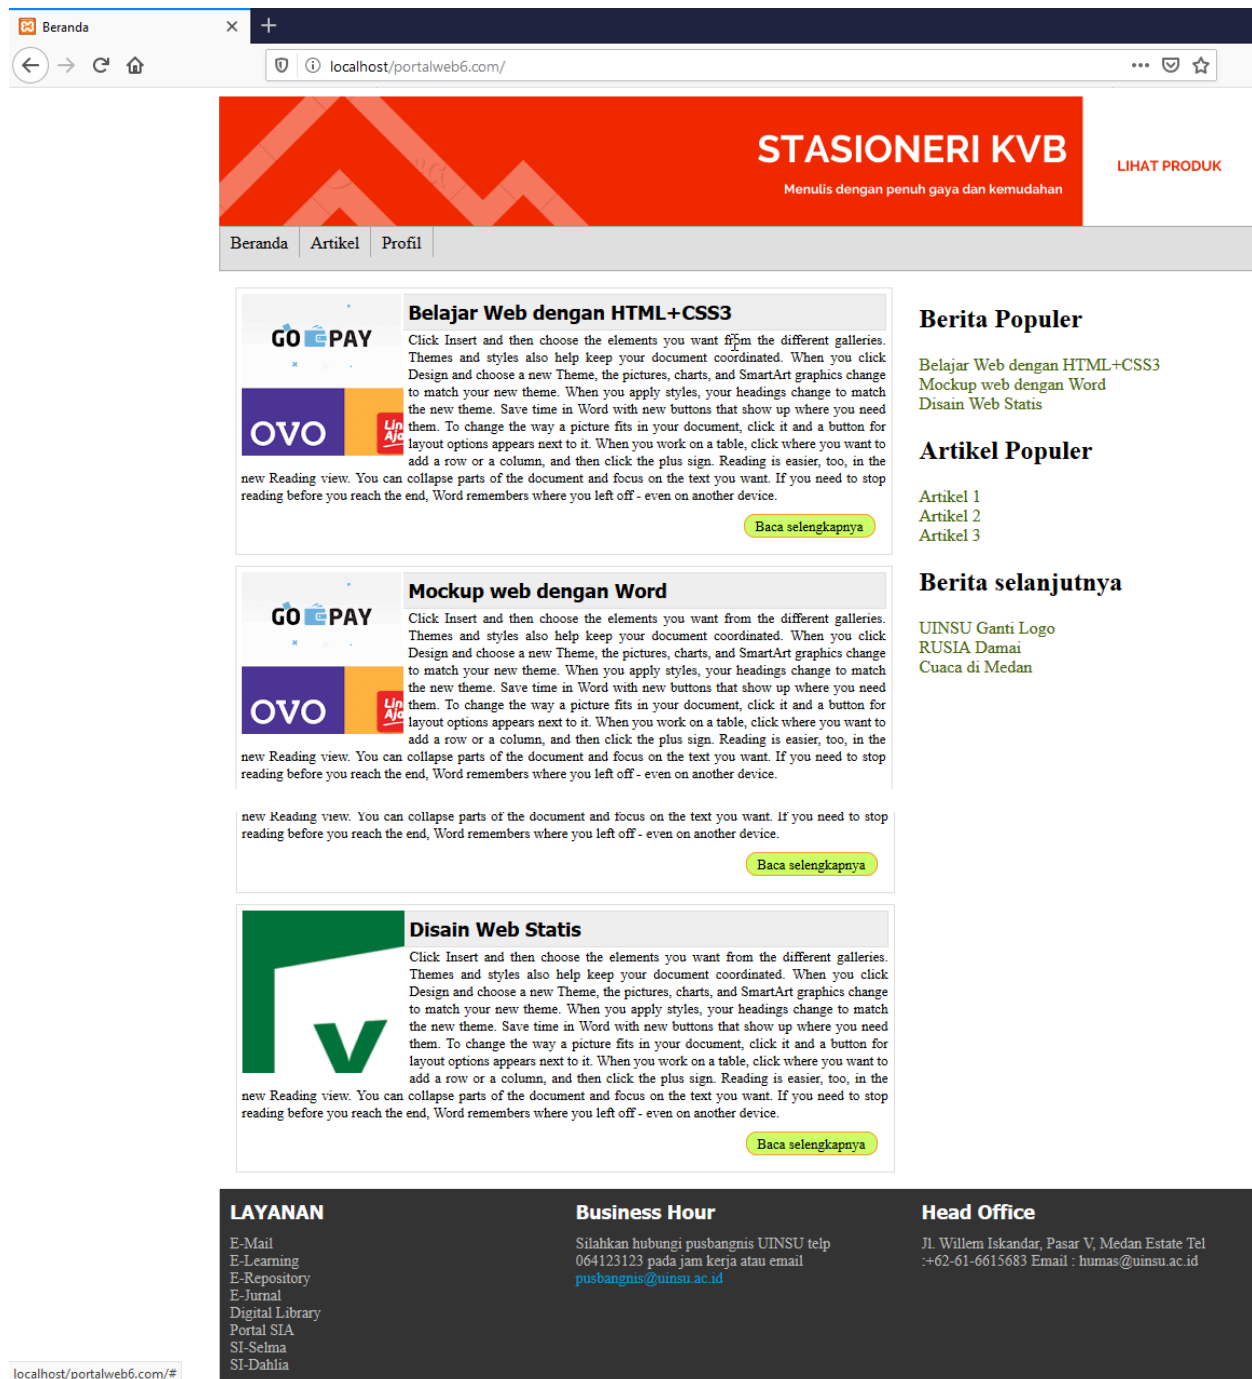 Beranda
localhost/portalweb6.com/
STASIONERI KVB
Menulis dengan penuh gaya dan kemudahan
LIHAT PRODUK
Beranda Artikel Profil
GO PAY
OVO
Lin
Aja
Belajar Web dengan HTML+CSS3
Click Insert and then choose the elements you want from the different galleries.
Themes and styles also help keep your document coordinated. When you click
Design and choose a new Theme, the pictures, charts, and SmartArt graphics change
to match your new theme. When you apply styles, your headings change to match
the new theme. Save time in Word with new buttons that show up where you need
them. To change the way a picture fits in your document, click it and a button for
layout options appears next to it. When you work on a table, click where you want to
add a row or a column, and then click the plus sign. Reading is easier, too, in the
new Reading view. You can collapse parts of the document and focus on the text you want. If you need to stop
reading before you reach the end, Word remembers where you left off - even on another device.
Baca selengkapnya
GO PAY
OVO
Lin
Aja
Mockup web dengan Word
Click Insert and then choose the elements you want from the different galleries.
Themes and styles also help keep your document coordinated. When you click
Design and choose a new Theme, the pictures, charts, and SmartArt graphics change
to match your new theme. When you apply styles, your headings change to match
the new theme. Save time in Word with new buttons that show up where you need
them. To change the way a picture fits in your document, click it and a button for
layout options appears next to it. When you work on a table, click where you want to
add a row or a column, and then click the plus sign. Reading is easier, too, in the
new Reading view. You can collapse parts of the document and focus on the text you want. If you need to stop
reading before you reach the end, Word remembers where you left off - even on another device.
new Reading view. You can collapse parts of the document and focus on the text you want. If you need to stop
reading before you reach the end, Word remembers where you left off - even on another device.
Baca selengkapnya
Disain Web Statis
Click Insert and then choose the elements you want from the different galleries.
Themes and styles also help keep your document coordinated. When you click
Design and choose a new Theme, the pictures, charts, and SmartArt graphics change
to match your new theme. When you apply styles, your headings change to match
the new theme. Save time in Word with new buttons that show up where you need
them. To change the way a picture fits in your document, click it and a button for
layout options appears next to it. When you work on a table, click where you want to
add a row or a column, and then click the plus sign. Reading is easier, too, in the
new Reading view. You can collapse parts of the document and focus on the text you want. If you need to stop
reading before you reach the end, Word remembers where you left off - even on another device.
Baca selengkapnya
Berita Populer
Belajar Web dengan HTML+CSS3
Mockup web dengan Word
Disain Web Statis
Artikel Populer
Artikel 1
Artikel 2
Artikel 3
Berita selanjutnya
UINSU Ganti Logo
RUSIA Damai
Cuaca di Medan
LAYANAN
E-Mail
E-Learning
E-Repository
E-Jurnal
Digital Library
Portal SIA
SI-Selma
SI-Dahlia
Business Hour
Silahkan hubungi pusbangnis UINSU telp
064123123 pada jam kerja atau email
pusbangnis@uinsu.ac.id
Head Office
Jl. Willem Iskandar, Pasar V, Medan Estate Tel
:+62-61-6615683 Email : humas@uinsu.ac.id
localhost/portalweb6.com/#